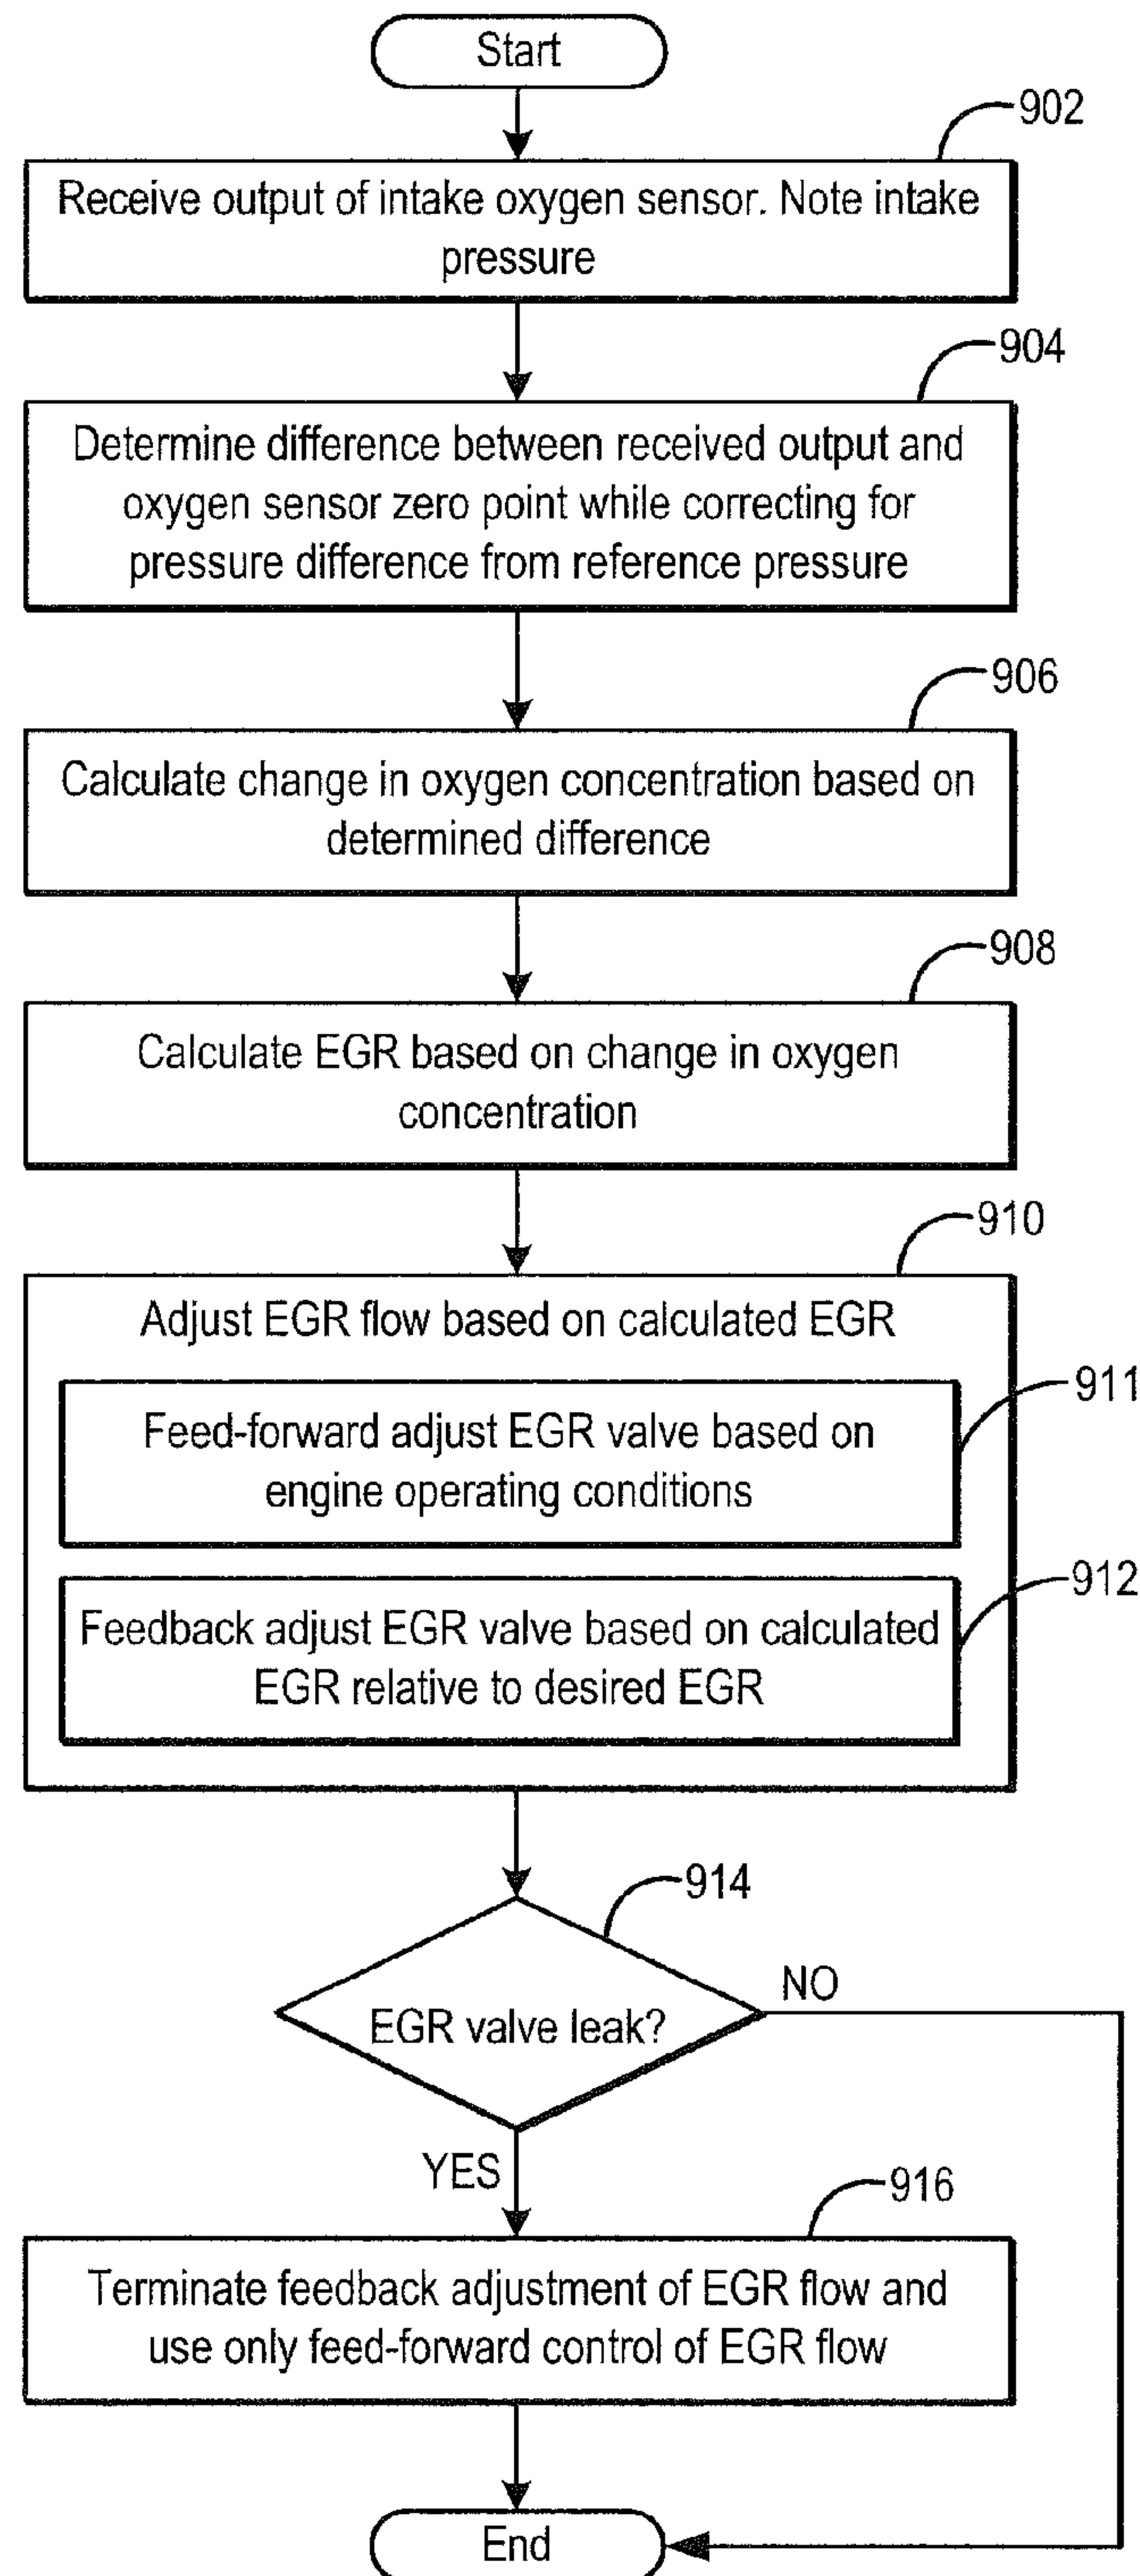 Start
902
Receive output of intake oxygen sensor. Note intake
pressure
904
Determine difference between received output and
oxygen sensor zero point while correcting for
pressure difference from reference pressure
906
Calculate change in oxygen concentration based on
determined difference
908
Calculate EGR based on change in oxygen
concentration
910
Adjust EGR flow based on calculated EGR
911
Feed-forward adjust EGR valve based on
engine operating conditions
912
Feedback adjust EGR valve based on calculated
EGR relative to desired EGR
914
NO
EGR valve leak?
YES
916
Terminate feedback adjustment of EGR flow and
use only feed-forward control of EGR flow
End